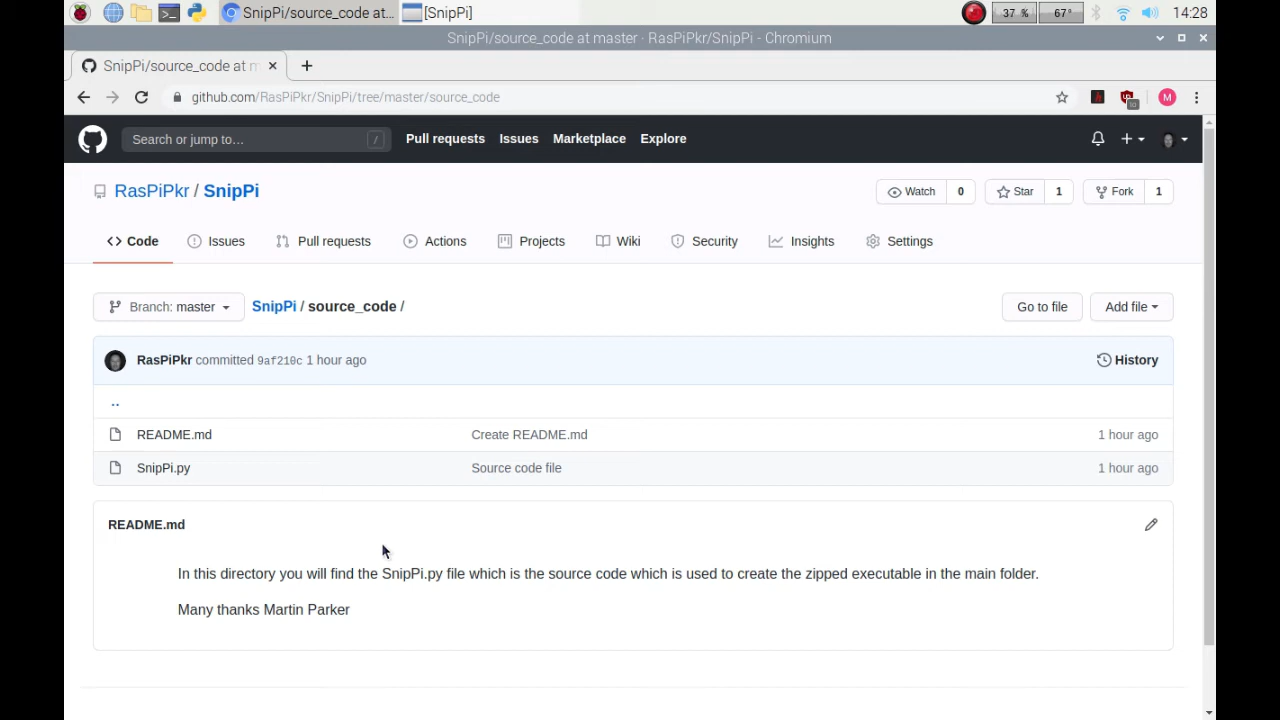 SnipPi/source_code at... [SnipPi] 37 % 67° 14:28
SnipPi/source_code at master · RasPiPkr/SnipPi - Chromium
SnipPi/source_code at m
github.com/RasPiPkr/SnipPi/tree/master/source_code M
Search or jump to… / Pull requests Issues Marketplace Explore
RasPiPkr / SnipPi Watch 0 Star 1 Fork 1
Code Issues Pull requests Actions Projects Wiki Security Insights Settings
Branch: master SnipPi / source_code / Go to file Add file
RasPiPkr committed 9af210c 1 hour ago History
..
README.md Create README.md 1 hour ago
SnipPi.py Source code file 1 hour ago
README.md
In this directory you will find the SnipPi.py file which is the source code which is used to create the zipped executable in the main folder.
Many thanks Martin Parker